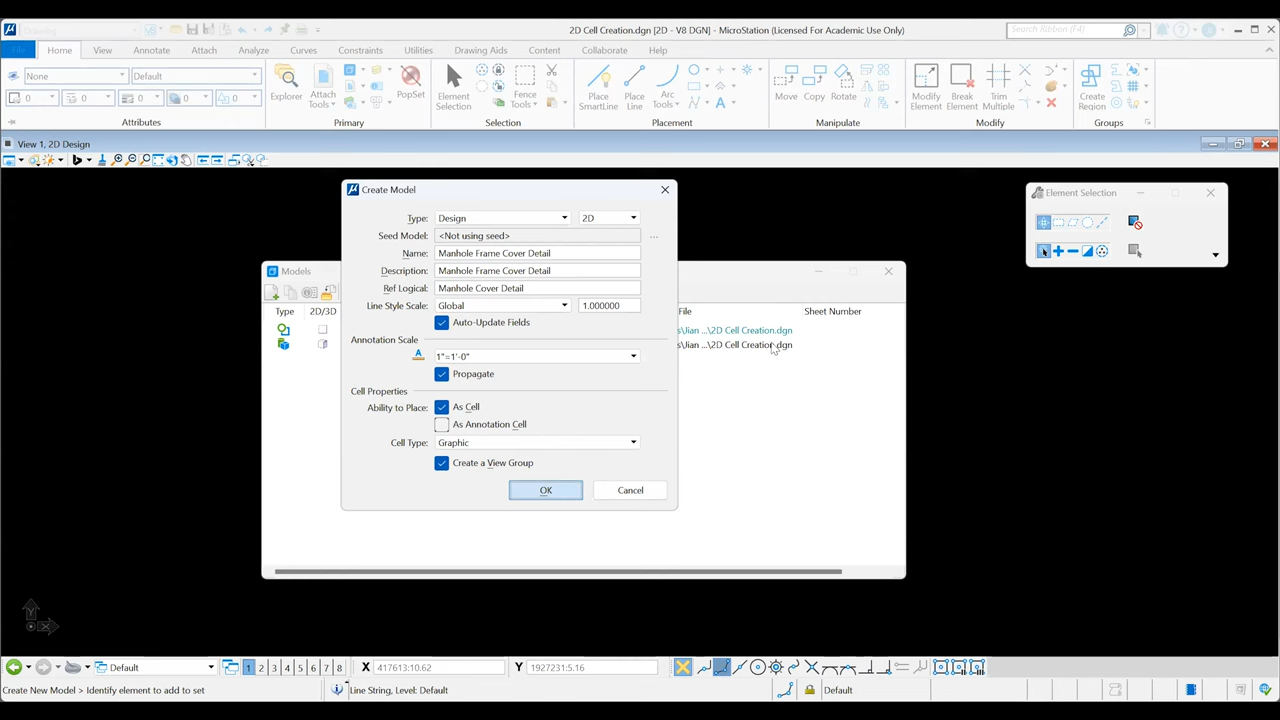 2D Cell Creation.dgn [2D - V8 DGN] - MicroStation (Licensed For Academic Use Only)
Search Ribbon (F4)
File Home View Annotate Attach Analyze Curves Constraints Utilities Drawing Aids Content Collaborate Help
None Default
0 0 0 0 0
Explorer Attach Tools PopSet Element Selection Fence Tools Place SmartLine Place Line Arc Tools Move Copy Rotate Modify Element Break Element Trim Multiple Create Region
Attributes Primary Selection Placement Manipulate Modify Groups
View 1, 2D Design
Create Model
Type: Design 2D
Seed Model: <Not using seed>
Name: Manhole Frame Cover Detail
Description: Manhole Frame Cover Detail
Ref Logical: Manhole Cover Detail
Line Style Scale: Global 1.000000
Auto-Update Fields
Annotation Scale
1"=1'-0"
Propagate
Cell Properties
Ability to Place: As Cell
As Annotation Cell
Cell Type: Graphic
Create a View Group
OK Cancel
Models
Type 2D/3D File Sheet Number
s\Jian ...\2D Cell Creation.dgn
s\Jian ...\2D Cell Creation.dgn
Element Selection
Default 1 2 3 4 5 6 7 8 X 417613:10.62 Y 1927231:5.16
Create New Model > Identify element to add to set Line String, Level: Default Default